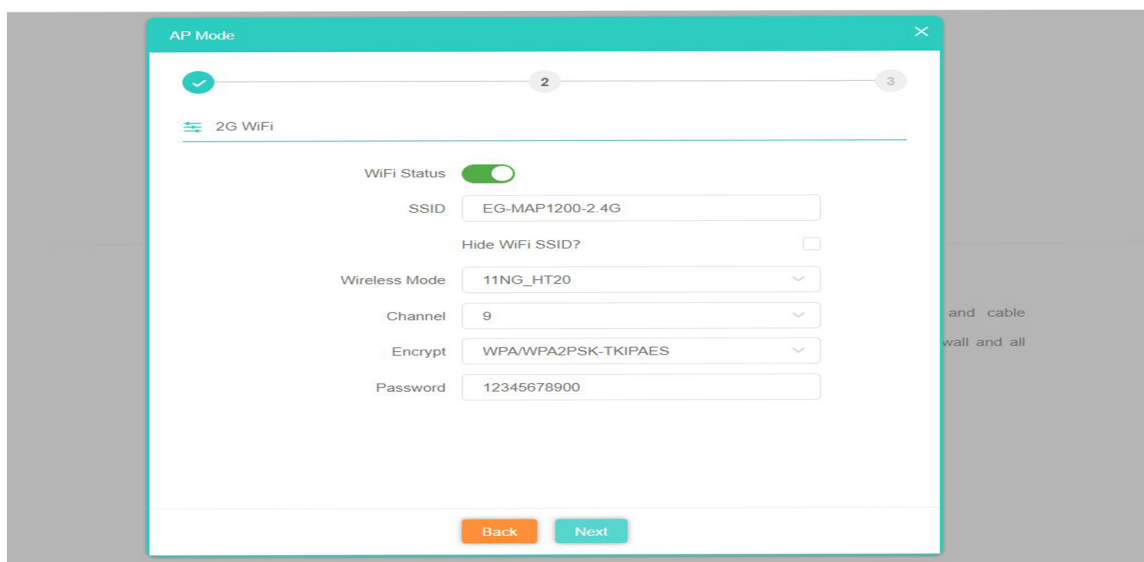 AP Mode
2
3
2G WiFi
WiFi Status
SSID EG-MAP1200-2.4G
Hide WiFi SSID?
Wireless Mode 11NG_HT20
Channel 9
and cable
Encrypt WPA/WPA2PSK-TKIPAES
wall and all
Password 12345678900
Back Next